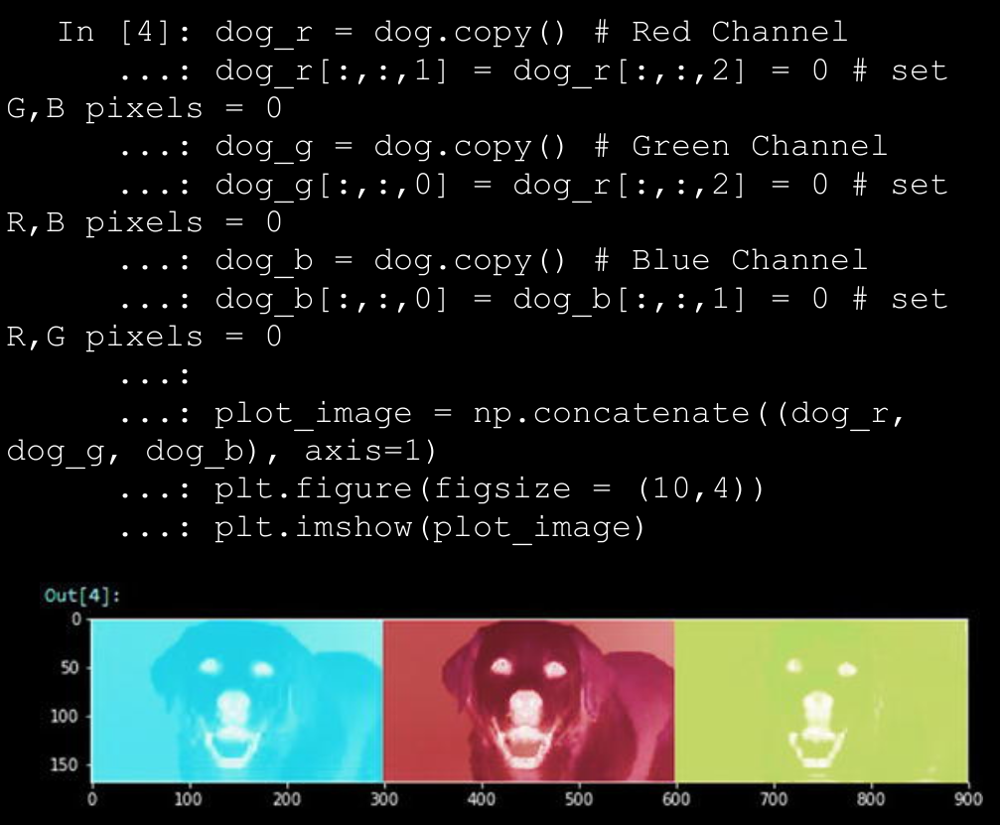 In [4]: dog_r = dog.copy() # Red Channel
...: dog_r[:,:,1] = dog_r[:,:,2] = 0 # set
G,B pixels = 0
...: dog_g = dog.copy() # Green Channel
...: dog_g[:,:,0] = dog_r[:,:,2] = 0 # set
R,B pixels = 0
...: dog_b = dog.copy() # Blue Channel
...: dog_b[:,:,0] = dog_b[:,:,1] = 0 # set
R,G pixels = 0
...:
...: plot_image = np.concatenate((dog_r,
dog_g, dog_b), axis=1)
...: plt.figure(figsize = (10,4))
...: plt.imshow(plot_image)
Out[4]:
0
50
100
150
0 100 200 300 400 500 600 700 800 900